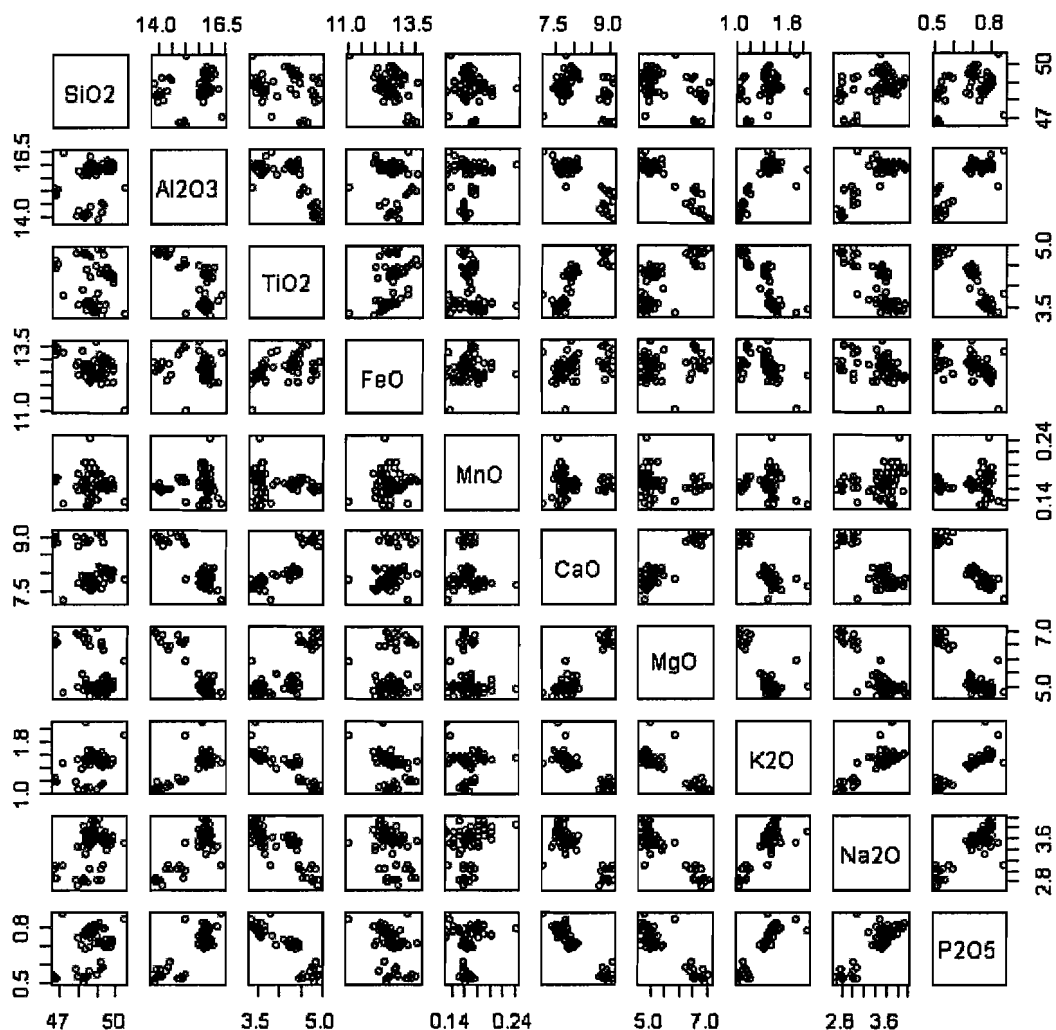 14.0 16.5 11.0 13.5 7.5 9.0 1.0 1.8 0.5 0.8
SiO2 47 50
14.0 16.5 Al2O3
TiO2 3.5 5.0
11.0 13.5 FeO
MnO 0.14 0.24
7.5 9.0 CaO
MgO 5.0 7.0
1.0 1.8 K2O
Na2O 2.8 3.6
0.5 0.8 P2O5
47 50 3.5 5.0 0.14 0.24 5.0 7.0 2.8 3.6